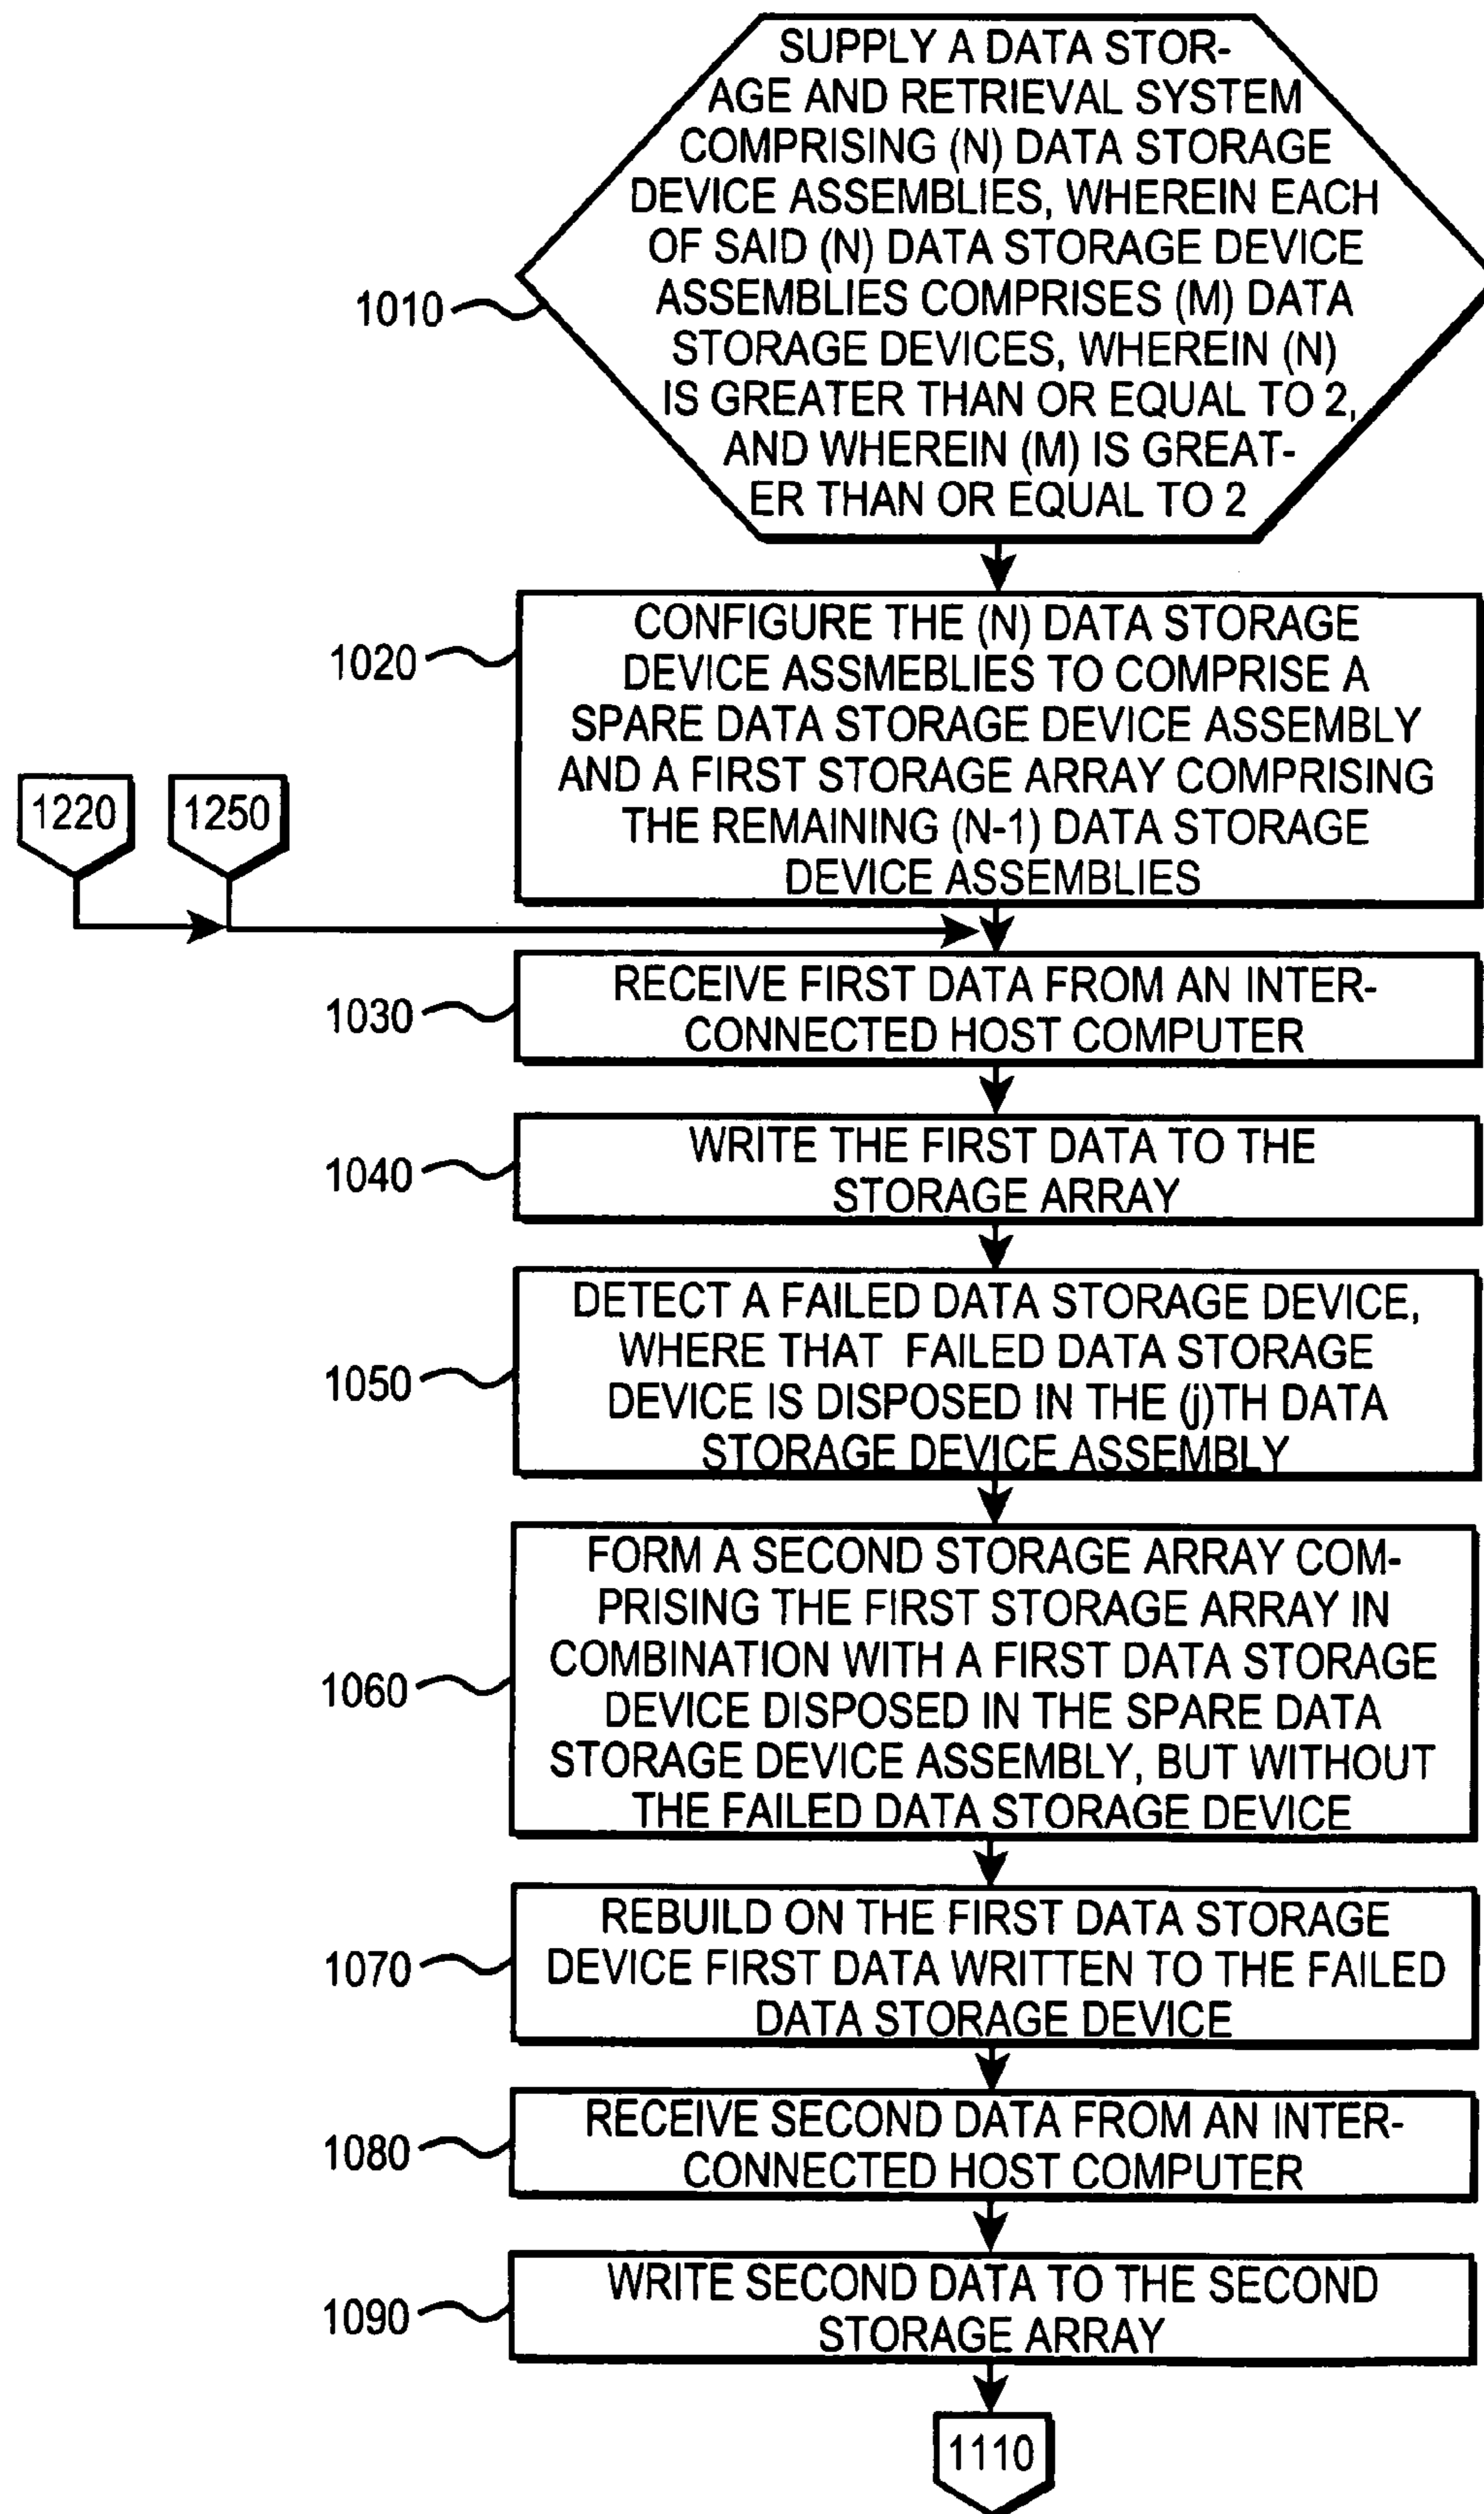 SUPPLY A DATA STOR-
AGE AND RETRIEVAL SYSTEM
COMPRISING (N) DATA STORAGE
DEVICE ASSEMBLIES, WHEREIN EACH
OF SAID (N) DATA STORAGE DEVICE
ASSEMBLIES COMPRISES (M) DATA
STORAGE DEVICES, WHEREIN (N)
IS GREATER THAN OR EQUAL TO 2,
AND WHEREIN (M) IS GREAT-
ER THAN OR EQUAL TO 2
1010
CONFIGURE THE (N) DATA STORAGE
DEVICE ASSMEBLIES TO COMPRISE A
SPARE DATA STORAGE DEVICE ASSEMBLY
AND A FIRST STORAGE ARRAY COMPRISING
THE REMAINING (N-1) DATA STORAGE
DEVICE ASSEMBLIES
1020
1220
1250
RECEIVE FIRST DATA FROM AN INTER-
CONNECTED HOST COMPUTER
1030
WRITE THE FIRST DATA TO THE
STORAGE ARRAY
1040
DETECT A FAILED DATA STORAGE DEVICE,
WHERE THAT FAILED DATA STORAGE
DEVICE IS DISPOSED IN THE (j)TH DATA
STORAGE DEVICE ASSEMBLY
1050
FORM A SECOND STORAGE ARRAY COM-
PRISING THE FIRST STORAGE ARRAY IN
COMBINATION WITH A FIRST DATA STORAGE
DEVICE DISPOSED IN THE SPARE DATA
STORAGE DEVICE ASSEMBLY, BUT WITHOUT
THE FAILED DATA STORAGE DEVICE
1060
REBUILD ON THE FIRST DATA STORAGE
DEVICE FIRST DATA WRITTEN TO THE FAILED
DATA STORAGE DEVICE
1070
RECEIVE SECOND DATA FROM AN INTER-
CONNECTED HOST COMPUTER
1080
WRITE SECOND DATA TO THE SECOND
STORAGE ARRAY
1090
1110